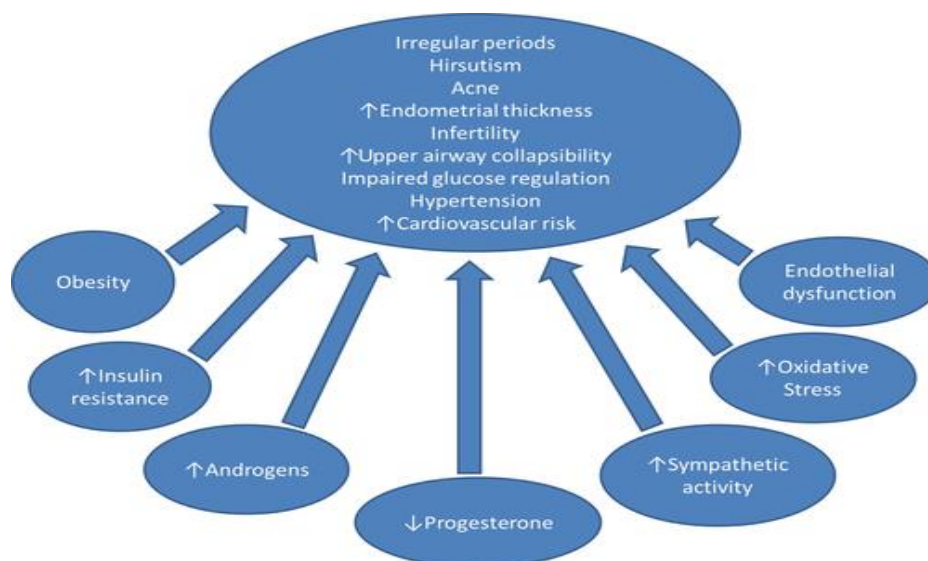 Irregular periods
Hirsutism
Acne
↑Endometrial thickness
Infertility
↑Upper airway collapsibility
Impaired glucose regulation
Hypertension
↑Cardiovascular risk
Obesity
↑Insulin
resistance
↑Androgens
↓Progesterone
↑Sympathetic
activity
↑Oxidative
Stress
Endothelial
dysfunction